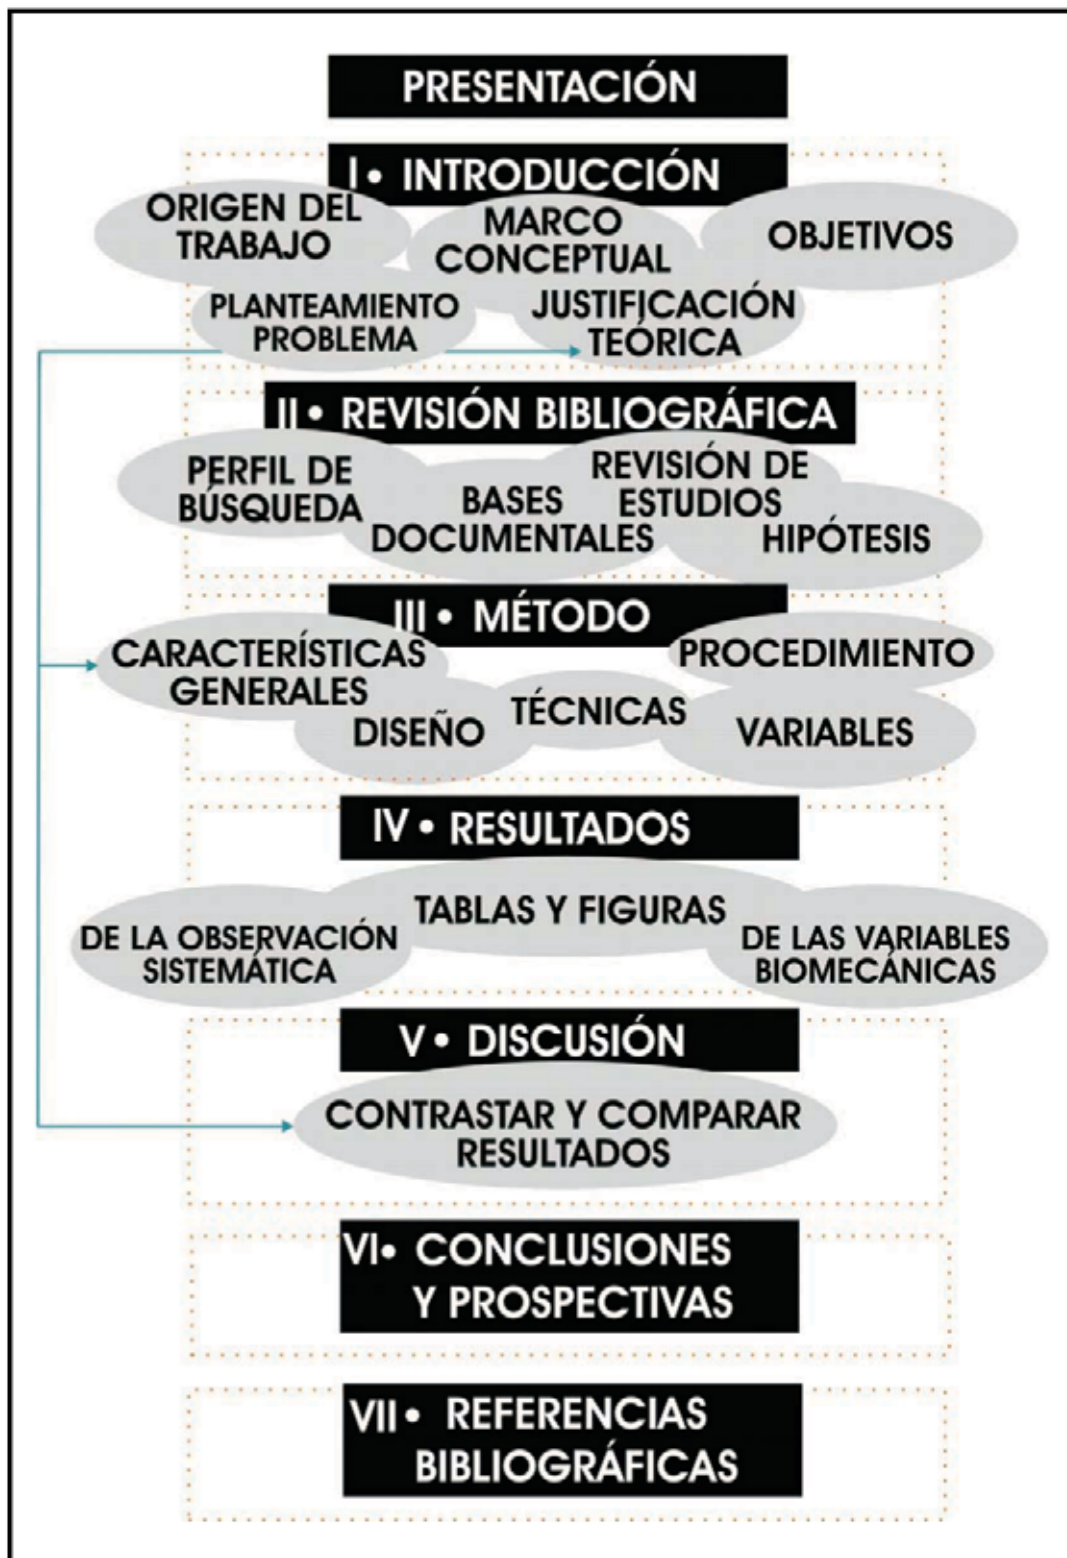 PRESENTACIÓN
I • INTRODUCCIÓN
ORIGEN DEL
TRABAJO
MARCO
CONCEPTUAL
OBJETIVOS
PLANTEAMIENTO
PROBLEMA
JUSTIFICACIÓN
TEÓRICA
II • REVISIÓN BIBLIOGRÁFICA
PERFIL DE
BÚSQUEDA
BASES
DOCUMENTALES
REVISIÓN DE
ESTUDIOS
HIPÓTESIS
III • MÉTODO
CARACTERÍSTICAS
GENERALES
DISEÑO
TÉCNICAS
PROCEDIMIENTO
VARIABLES
IV • RESULTADOS
DE LA OBSERVACIÓN
SISTEMÁTICA
TABLAS Y FIGURAS
DE LAS VARIABLES
BIOMECÁNICAS
V • DISCUSIÓN
CONTRASTAR Y COMPARAR
RESULTADOS
VI • CONCLUSIONES
Y PROSPECTIVAS
VII • REFERENCIAS
BIBLIOGRÁFICAS